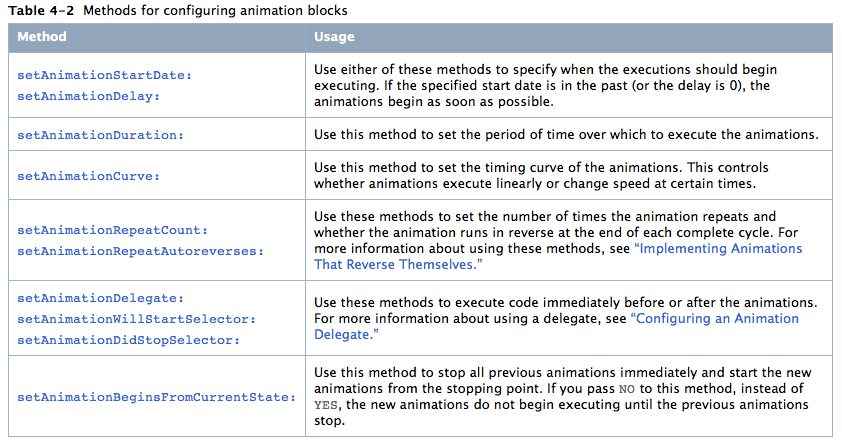 Table 4-2 Methods for configuring animation blocks
Method
Usage
setAnimationStartDate:
setAnimationDelay:
Use either of these methods to specify when the executions should begin
executing. If the specified start date is in the past (or the delay is 0), the
animations begin as soon as possible.
setAnimationDuration:
Use this method to set the period of time over which to execute the animations.
setAnimationCurve:
Use this method to set the timing curve of the animations. This controls
whether animations execute linearly or change speed at certain times.
setAnimationRepeatCount:
setAnimationRepeatAutoreverses:
Use these methods to set the number of times the animation repeats and
whether the animation runs in reverse at the end of each complete cycle. For
more information about using these methods, see “Implementing Animations
That Reverse Themselves.”
setAnimationDelegate:
setAnimationWillStartSelector:
setAnimationDidStopSelector:
Use these methods to execute code immediately before or after the animations.
For more information about using a delegate, see “Configuring an Animation
Delegate.”
setAnimationBeginsFromCurrentState:
Use this method to stop all previous animations immediately and start the new
animations from the stopping point. If you pass NO to this method, instead of
YES, the new animations do not begin executing until the previous animations
stop.